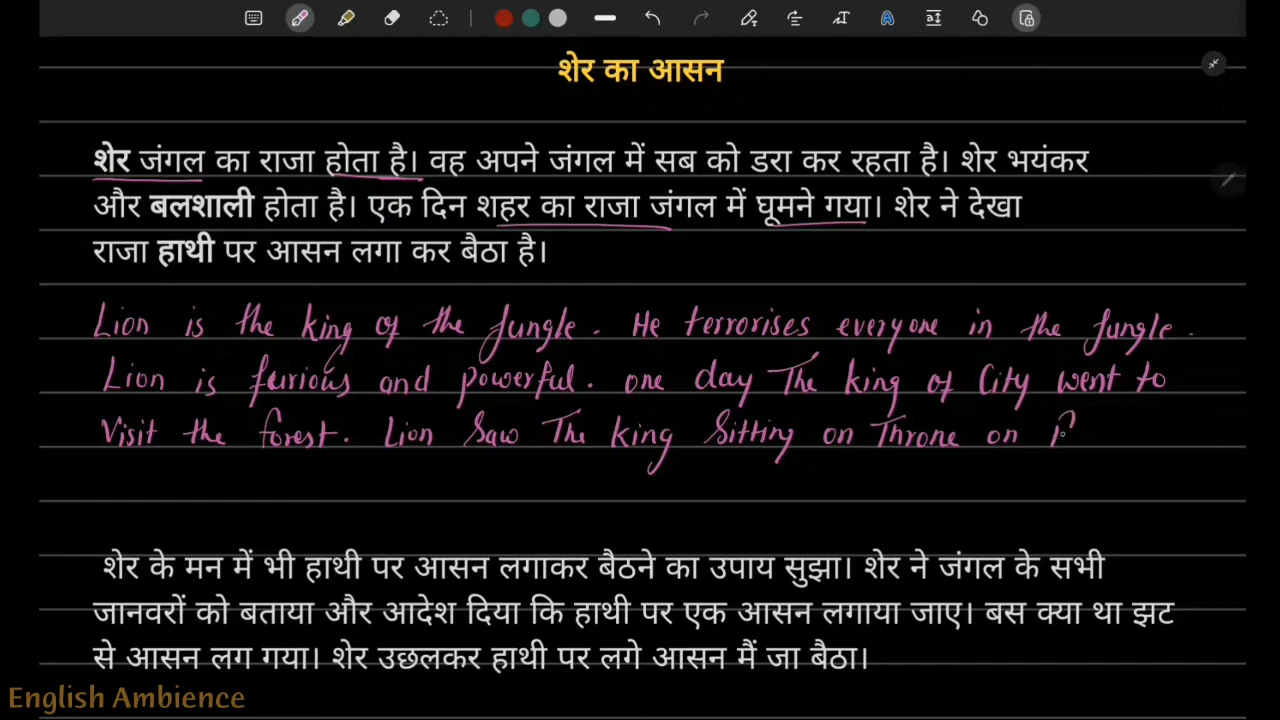 शेर का आसन
शेर जंगल का राजा होता है। वह अपने जंगल में सब को डरा कर रहता है। शेर भयंकर
और बलशाली होता है। एक दिन शहर का राजा जंगल में घूमने गया। शेर ने देखा
राजा हाथी पर आसन लगा कर बैठा है।
Lion is the king of the Jungle. He terrorises everyone in the Jungle.
Lion is furious and powerful. one day The king of City went to
Visit the forest. Lion Saw The king Sitting on Throne on
शेर के मन में भी हाथी पर आसन लगाकर बैठने का उपाय सुझा। शेर ने जंगल के सभी
जानवरों को बताया और आदेश दिया कि हाथी पर एक आसन लगाया जाए। बस क्या था झट
से आसन लग गया। शेर उछलकर हाथी पर लगे आसन मैं जा बैठा।
English Ambience